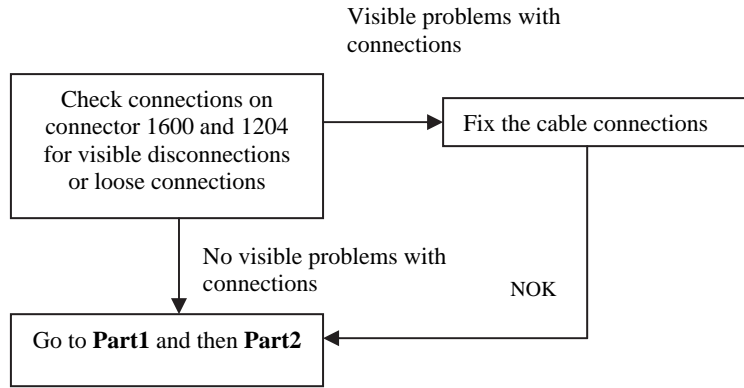 Visible problems with
connections
Check connections on
connector 1600 and 1204
for visible disconnections
or loose connections
Fix the cable connections
No visible problems with
connections
NOK
Go to Part1 and then Part2